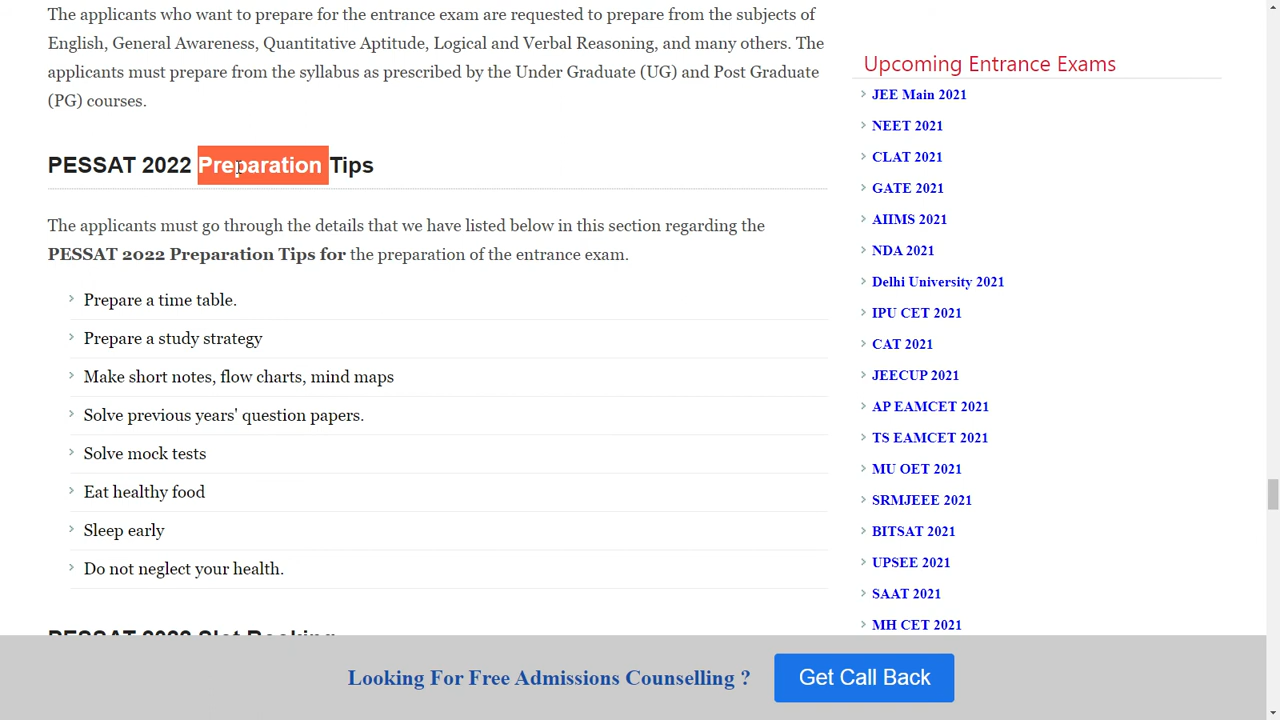 The applicants who want to prepare for the entrance exam are requested to prepare from the subjects of
English, General Awareness, Quantitative Aptitude, Logical and Verbal Reasoning, and many others. The
applicants must prepare from the syllabus as prescribed by the Under Graduate (UG) and Post Graduate
(PG) courses.
PESSAT 2022 Preparation Tips
The applicants must go through the details that we have listed below in this section regarding the
PESSAT 2022 Preparation Tips for the preparation of the entrance exam.
Prepare a time table.
Prepare a study strategy
Make short notes, flow charts, mind maps
Solve previous years' question papers.
Solve mock tests
Eat healthy food
Sleep early
Do not neglect your health.
PESSAT 2022 Slot Booking
Upcoming Entrance Exams
JEE Main 2021
NEET 2021
CLAT 2021
GATE 2021
AIIMS 2021
NDA 2021
Delhi University 2021
IPU CET 2021
CAT 2021
JEECUP 2021
AP EAMCET 2021
TS EAMCET 2021
MU OET 2021
SRMJEEE 2021
BITSAT 2021
UPSEE 2021
SAAT 2021
MH CET 2021
Looking For Free Admissions Counselling ?
Get Call Back